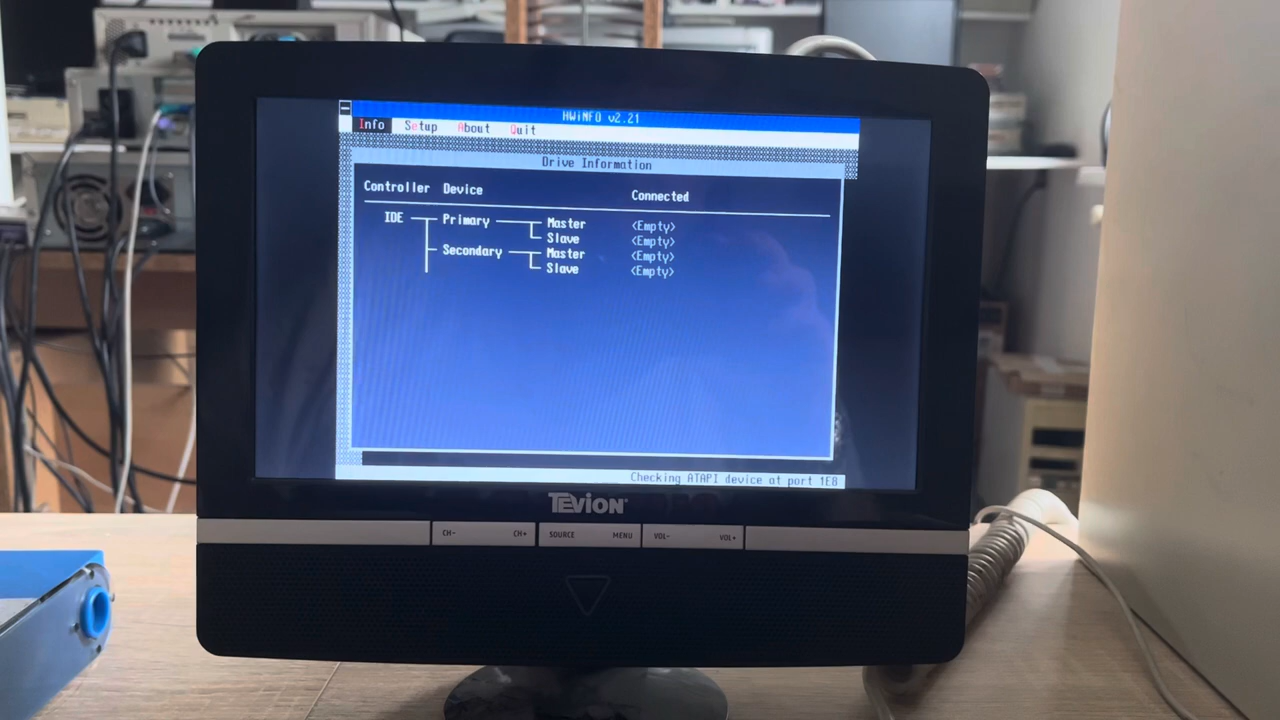 HWiNFO v2.21
Info Setup About Quit
Drive Information
Controller Device Connected
IDE Primary Master <Empty>
Slave <Empty>
Secondary Master <Empty>
Slave <Empty>
Checking ATAPI device at port 1E8
TEVION
CH- CH+ SOURCE MENU VOL- VOL+